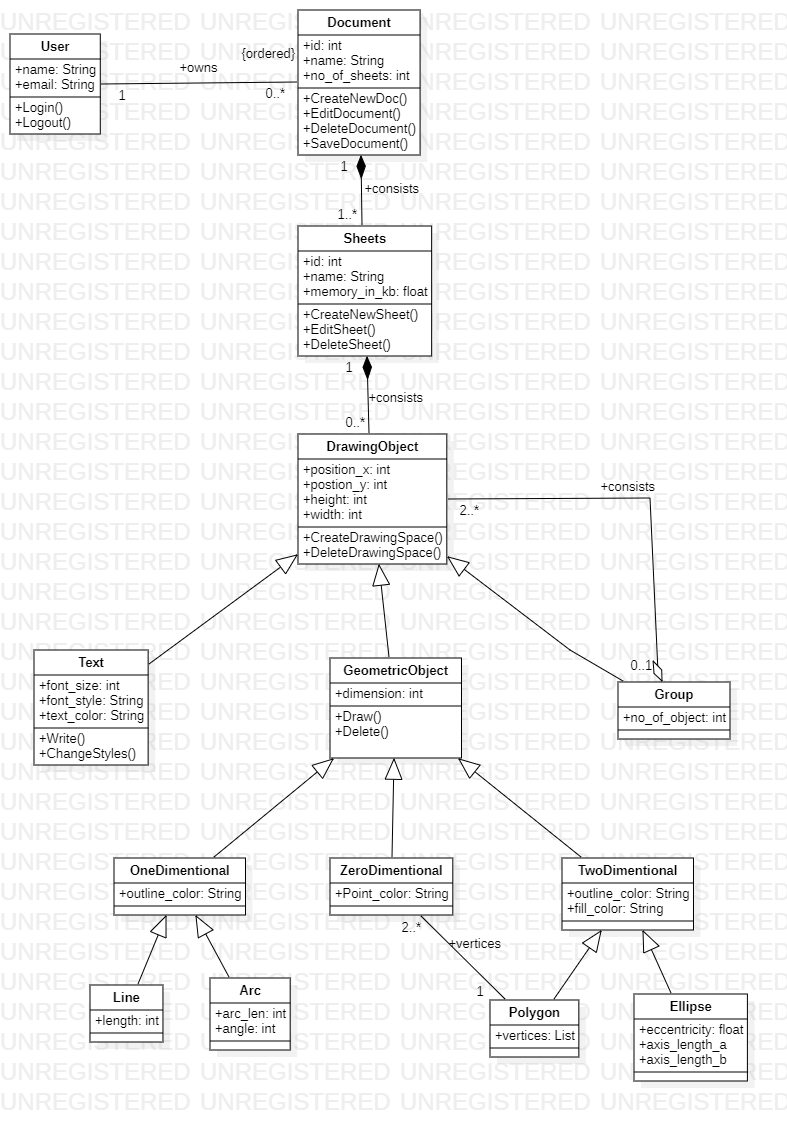 User
+name: String
+email: String
+Login()
+Logout()
+owns
1
{ordered}
0..*
Document
+id: int
+name: String
+no_of_sheets: int
+CreateNewDoc()
+EditDocument()
+DeleteDocument()
+SaveDocument()
1
+consists
1..*
Sheets
+id: int
+name: String
+memory_in_kb: float
+CreateNewSheet()
+EditSheet()
+DeleteSheet()
1
+consists
0..*
DrawingObject
+position_x: int
+postion_y: int
+height: int
+width: int
+CreateDrawingSpace()
+DeleteDrawingSpace()
+consists
2..*
0..1
Text
+font_size: int
+font_style: String
+text_color: String
+Write()
+ChangeStyles()
GeometricObject
+dimension: int
+Draw()
+Delete()
Group
+no_of_object: int
OneDimentional
+outline_color: String
ZeroDimentional
+Point_color: String
TwoDimentional
+outline_color: String
+fill_color: String
2..*
+vertices
1
Line
+length: int
Arc
+arc_len: int
+angle: int
Polygon
+vertices: List
Ellipse
+eccentricity: float
+axis_length_a
+axis_length_b
UNREGISTERED